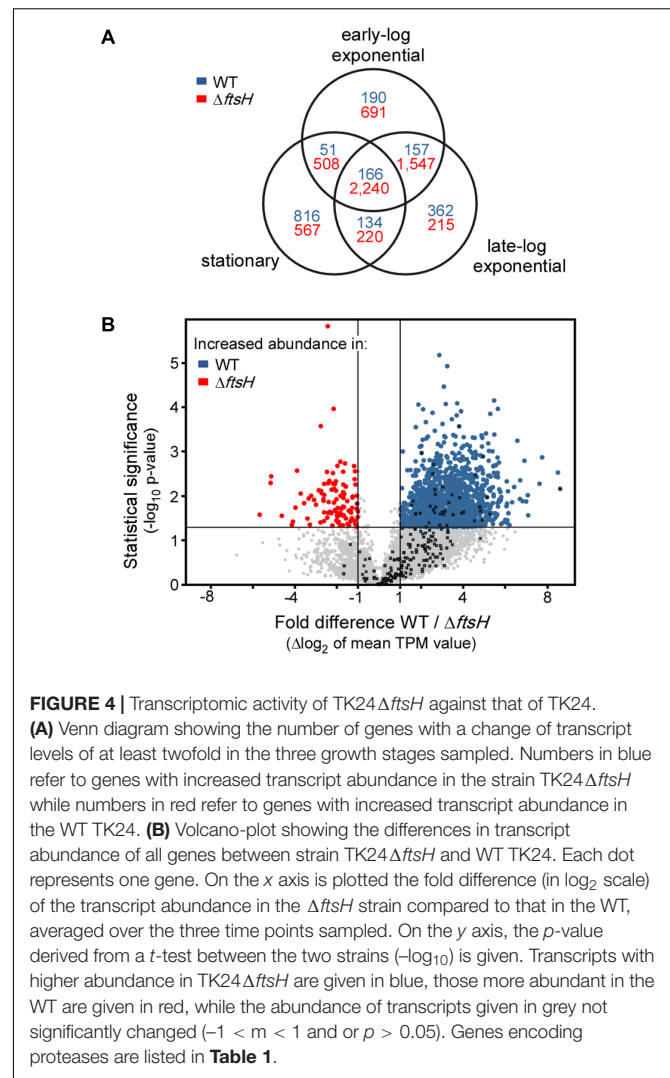 A
early-log
exponential
WT
ΔftsH
190
691
51
508
157
1,547
166
2,240
816
567
134
220
362
215
stationary
late-log
exponential
B
Increased abundance in:
WT
ΔftsH
Statistical significance
(-log10 p-value)
5
4
3
2
1
0
-8
-4
-1
1
4
8
Fold difference WT / ΔftsH
(Δlog2 of mean TPM value)
FIGURE 4 | Transcriptomic activity of TK24ΔftsH against that of TK24.
(A) Venn diagram showing the number of genes with a change of transcript
levels of at least twofold in the three growth stages sampled. Numbers in blue
refer to genes with increased transcript abundance in the strain TK24ΔftsH
while numbers in red refer to genes with increased transcript abundance in
the WT TK24. (B) Volcano-plot showing the differences in transcript
abundance of all genes between strain TK24ΔftsH and WT TK24. Each dot
represents one gene. On the x axis is plotted the fold difference (in log2 scale)
of the transcript abundance in the ΔftsH strain compared to that in the WT,
averaged over the three time points sampled. On the y axis, the p-value
derived from a t-test between the two strains (–log10) is given. Transcripts with
higher abundance in TK24ΔftsH are given in blue, those more abundant in the
WT are given in red, while the abundance of transcripts given in grey not
significantly changed (–1 < m < 1 and or p > 0.05). Genes encoding
proteases are listed in Table 1.